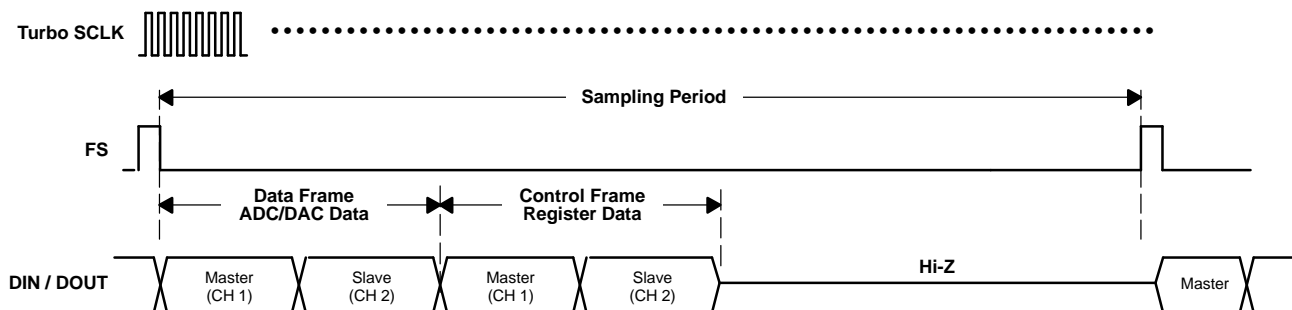 Turbo SCLK
Sampling Period
FS
Data Frame
ADC/DAC Data
Control Frame
Register Data
DIN / DOUT
Master
(CH 1)
Slave
(CH 2)
Master
(CH 1)
Slave
(CH 2)
Hi-Z
Master